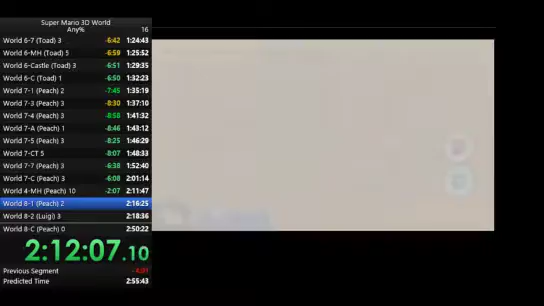 Super Mario 3D World
Any% 16
World 6-7 (Toad) 3 -6:42 1:24:43
World 6-MH (Toad) 5 -6:59 1:25:52
World 6-Castle (Toad) 3 -6:51 1:29:35
World 6-C (Toad) 1 -6:50 1:32:23
World 7-1 (Peach) 2 -7:45 1:35:19
World 7-3 (Peach) 3 -8:30 1:37:10
World 7-4 (Peach) 3 -8:58 1:41:32
World 7-A (Peach) 1 -8:46 1:43:12
World 7-5 (Peach) 3 -8:25 1:46:29
World 7-CT 5 -8:07 1:48:33
World 7-7 (Peach) 3 -6:38 1:52:40
World 7-C (Peach) 3 -6:08 2:01:14
World 4-MH (Peach) 10 -2:07 2:11:47
World 8-1 (Peach) 2 2:16:25
World 8-2 (Luigi) 3 2:18:36
World 8-C (Peach) 0 2:50:22
2:12:07.10
Previous Segment
Predicted Time 2:55:43